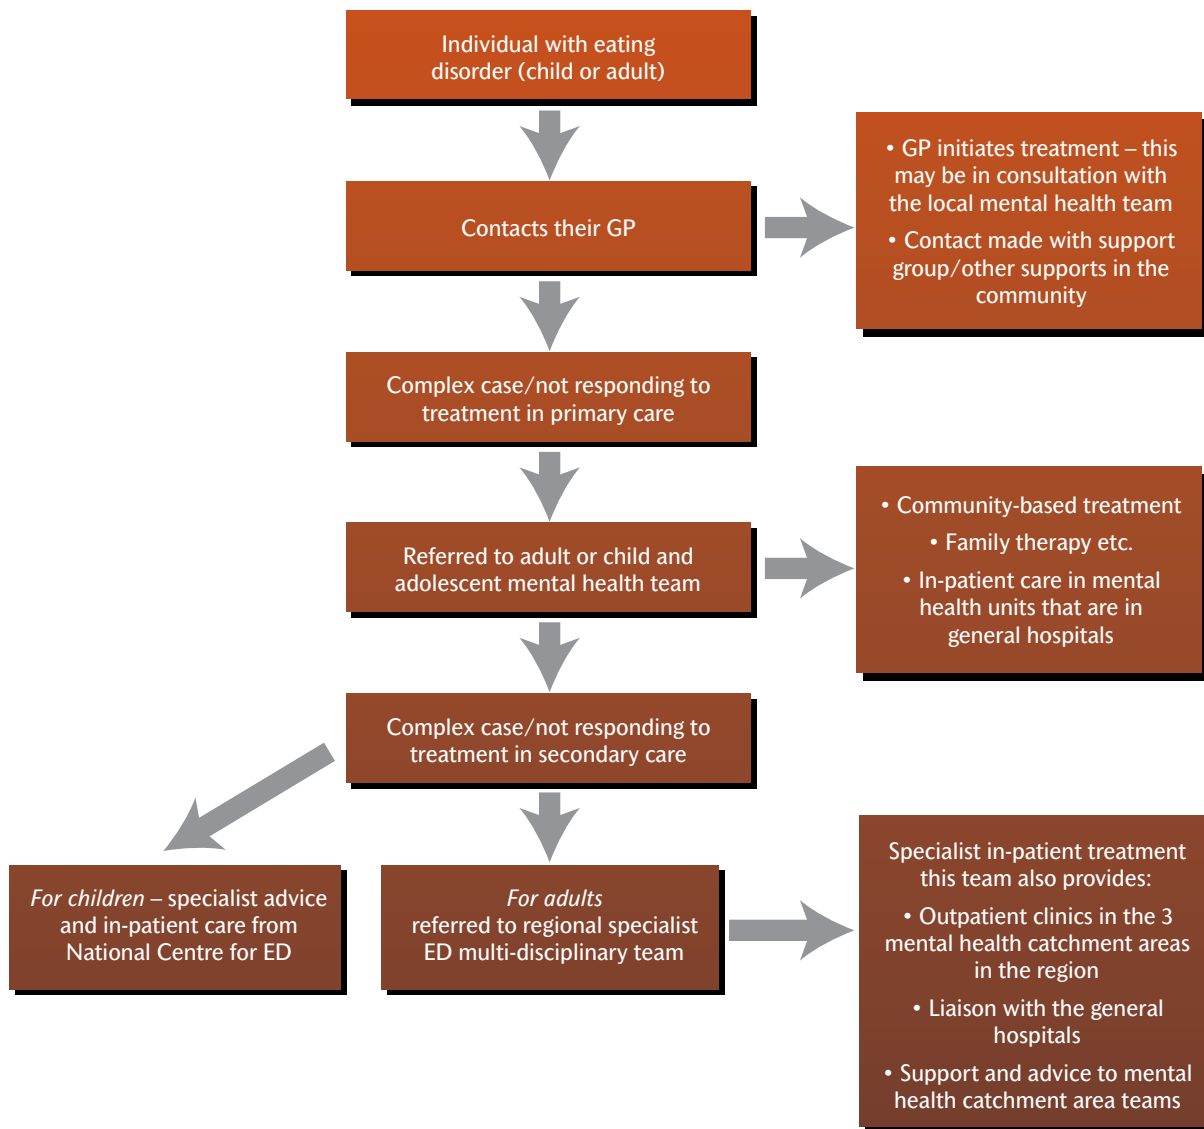 Individual with eating
disorder (child or adult)
Contacts their GP
• GP initiates treatment – this
may be in consultation with
the local mental health team
• Contact made with support
group/other supports in the
community
Complex case/not responding to
treatment in primary care
Referred to adult or child and
adolescent mental health team
• Community-based treatment
• Family therapy etc.
• In-patient care in mental
health units that are in
general hospitals
Complex case/not responding to
treatment in secondary care
For children – specialist advice
and in-patient care from
National Centre for ED
For adults
referred to regional specialist
ED multi-disciplinary team
Specialist in-patient treatment
this team also provides:
• Outpatient clinics in the 3
mental health catchment areas
in the region
• Liaison with the general
hospitals
• Support and advice to mental
health catchment area teams